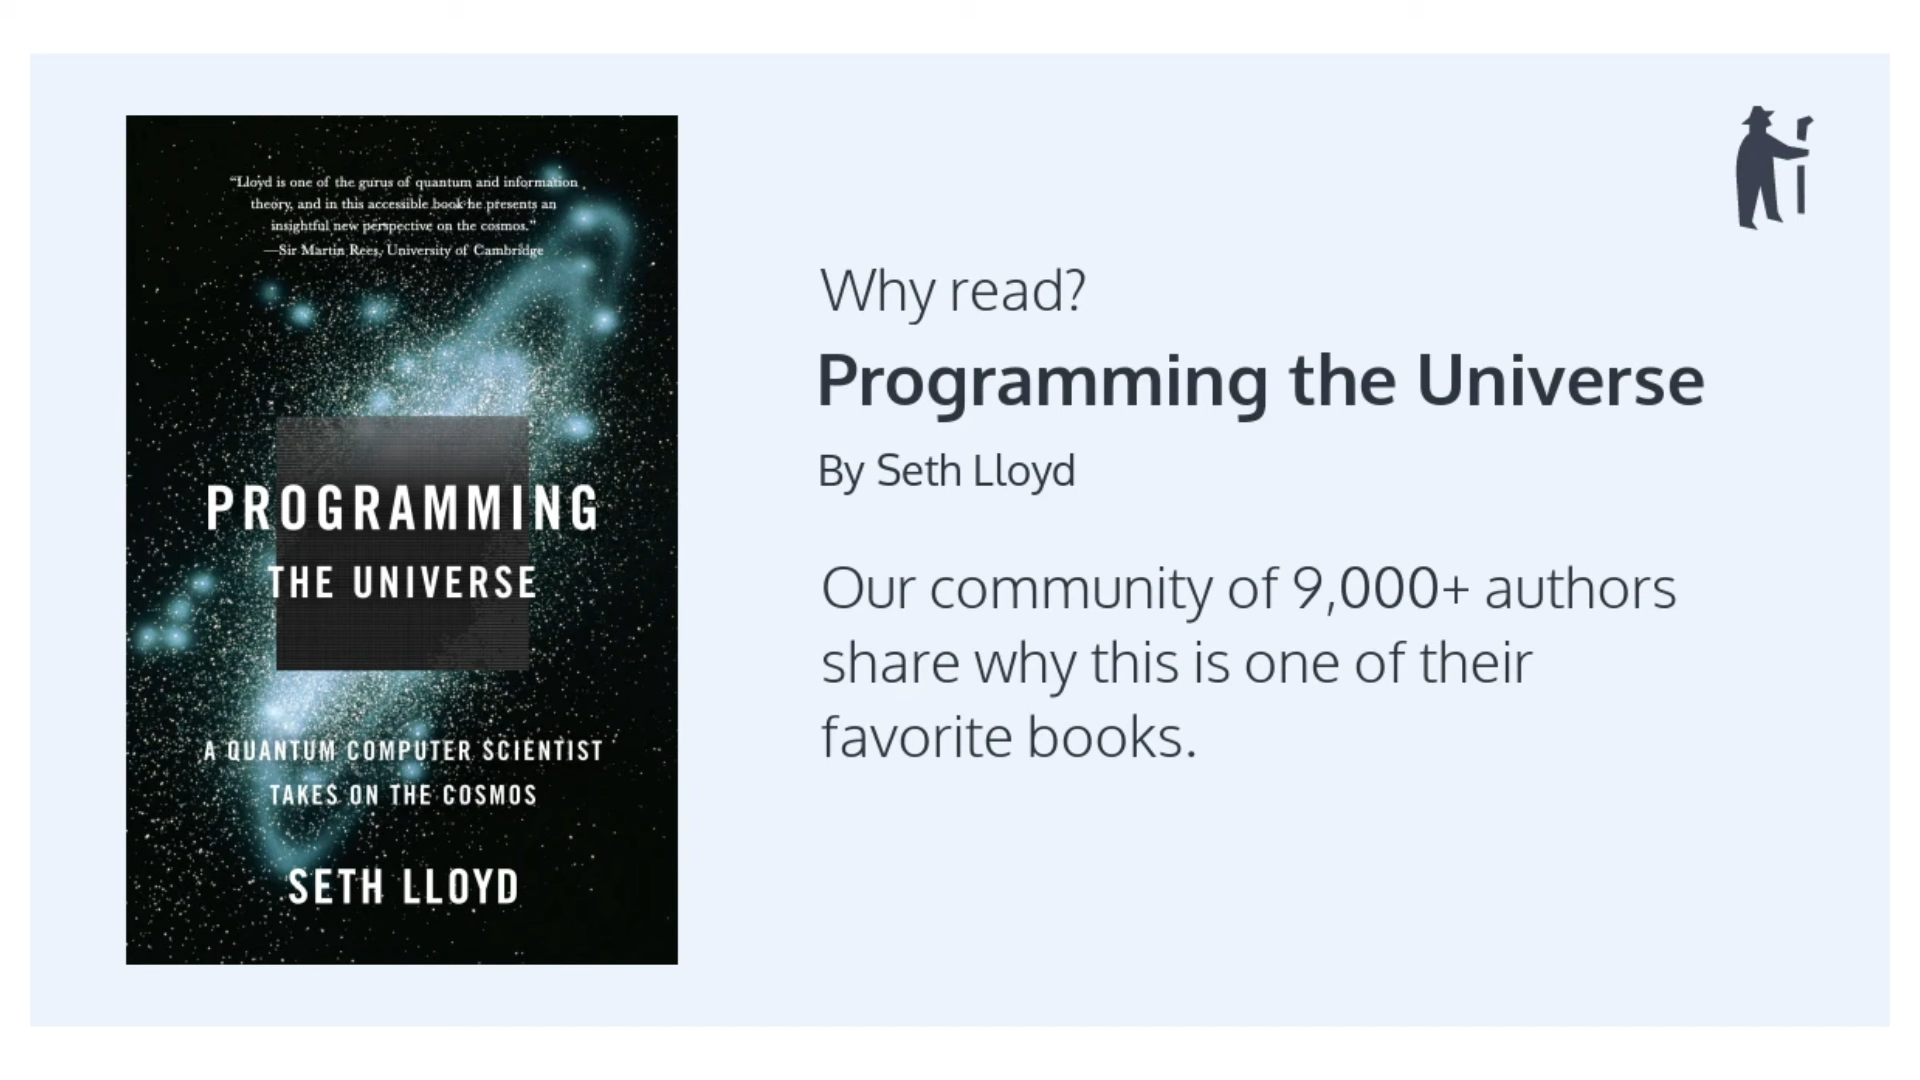 “Lloyd is one of the gurus of quantum and information
theory, and in this accessible book he presents an
insightful new perspective on the cosmos.”
—Sir Martin Rees, University of Cambridge
PROGRAMMING
THE UNIVERSE
A QUANTUM COMPUTER SCIENTIST
TAKES ON THE COSMOS
SETH LLOYD
Why read?
Programming the Universe
By Seth Lloyd
Our community of 9,000+ authors
share why this is one of their
favorite books.